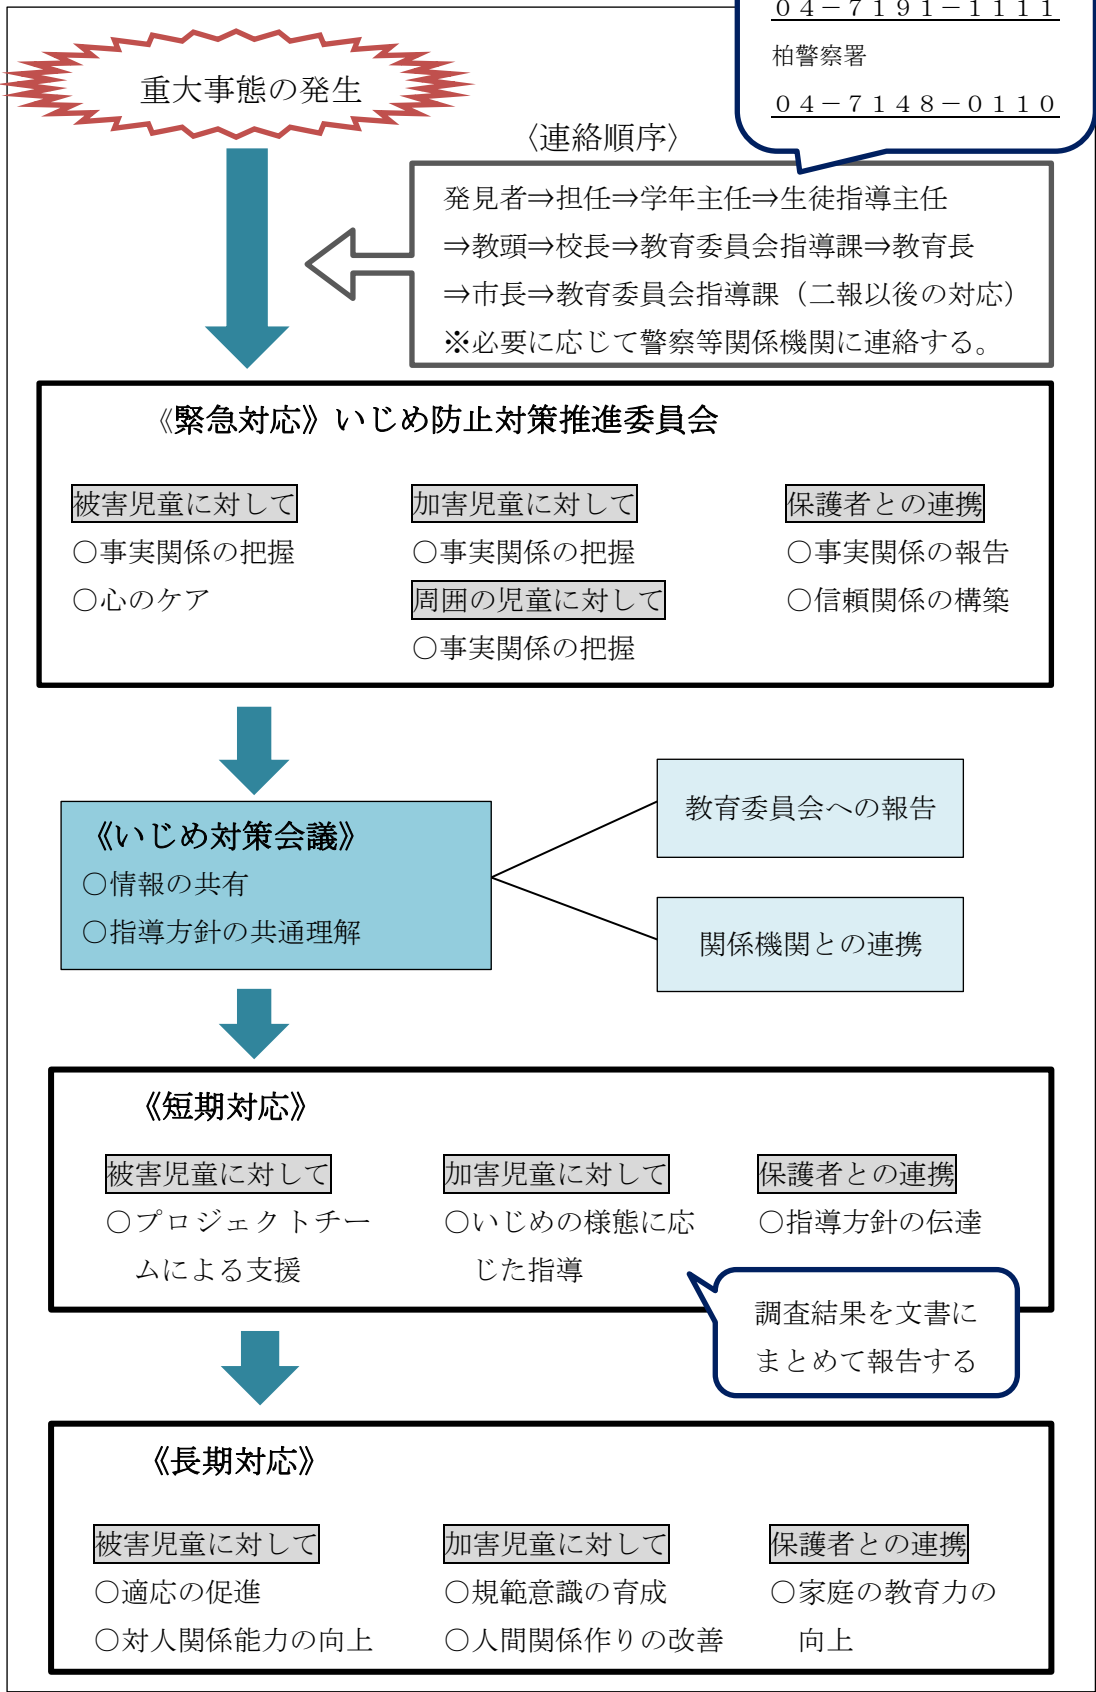 ０４－７１９１－１１１１
柏警察署
０４－７１４８－０１１０
重大事態の発生
〈連絡順序〉
発見者⇒担任⇒学年主任⇒生徒指導主任
⇒教頭⇒校長⇒教育委員会指導課⇒教育長
⇒市長⇒教育委員会指導課（二報以後の対応）
※必要に応じて警察等関係機関に連絡する。
《緊急対応》いじめ防止対策推進委員会
被害児童に対して
○事実関係の把握
○心のケア
加害児童に対して
○事実関係の把握
周囲の児童に対して
○事実関係の把握
保護者との連携
○事実関係の報告
○信頼関係の構築
《いじめ対策会議》
○情報の共有
○指導方針の共通理解
教育委員会への報告
関係機関との連携
《短期対応》
被害児童に対して
○プロジェクトチー
ムによる支援
加害児童に対して
○いじめの様態に応
じた指導
保護者との連携
○指導方針の伝達
調査結果を文書に
まとめて報告する
《長期対応》
被害児童に対して
○適応の促進
○対人関係能力の向上
加害児童に対して
○規範意識の育成
○人間関係作りの改善
保護者との連携
○家庭の教育力の
向上